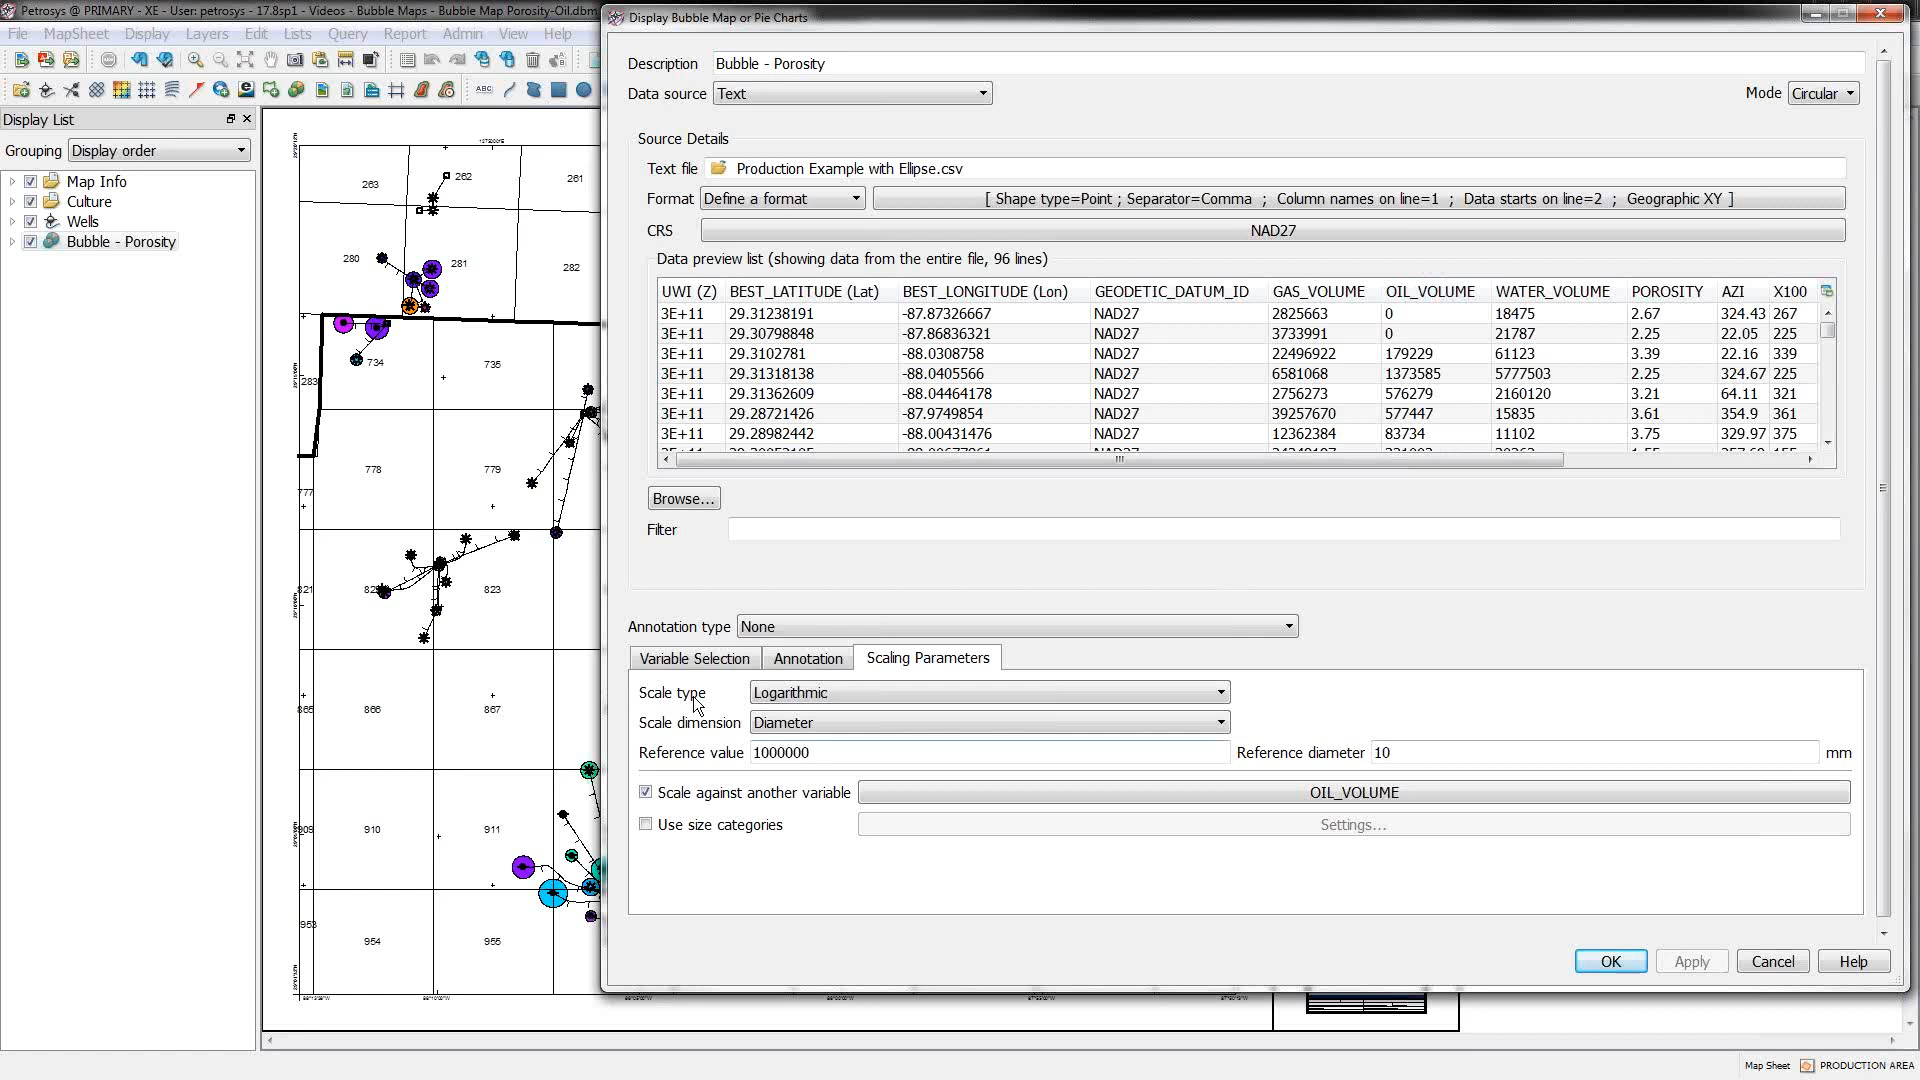 Petrosys @ PRIMARY - XE - User: petrosys - 17.8sp1 - Videos - Bubble Maps - Bubble Map Porosity-Oil.dbm
File MapSheet Display Layers Edit Lists Query Report Admin View Help
ABC
Display List
Grouping Display order
Map Info
Culture
Wells
Bubble - Porosity
263 262 261
280 281 282
734 735
283
778 779
777
821 823
865 866 867
909 910 911
953
954 955
Display Bubble Map or Pie Charts
Description Bubble - Porosity
Data source Text
Mode Circular
Source Details
Text file Production Example with Ellipse.csv
Format Define a format [ Shape type=Point ; Separator=Comma ; Column names on line=1 ; Data starts on line=2 ; Geographic XY ]
CRS NAD27
Data preview list (showing data from the entire file, 96 lines)
UWI (Z) BEST_LATITUDE (Lat) BEST_LONGITUDE (Lon) GEODETIC_DATUM_ID GAS_VOLUME OIL_VOLUME WATER_VOLUME POROSITY AZI X100
3E+11 29.31238191 -87.87326667 NAD27 2825663 0 18475 2.67 324.43 267
3E+11 29.30798848 -87.86836321 NAD27 3733991 0 21787 2.25 22.05 225
3E+11 29.3102781 -88.0308758 NAD27 22496922 179229 61123 3.39 22.16 339
3E+11 29.31318138 -88.0405566 NAD27 6581068 1373585 5777503 2.25 324.67 225
3E+11 29.31362609 -88.04464178 NAD27 2756273 576279 2160120 3.21 64.11 321
3E+11 29.28721426 -87.9749854 NAD27 39257670 577447 15835 3.61 354.9 361
3E+11 29.28982442 -88.00431476 NAD27 12362384 83734 11102 3.75 329.97 375
Browse...
Filter
Annotation type None
Variable Selection Annotation Scaling Parameters
Scale type Logarithmic
Scale dimension Diameter
Reference value 1000000 Reference diameter 10 mm
Scale against another variable OIL_VOLUME
Use size categories Settings...
OK Apply Cancel Help
Map Sheet PRODUCTION AREA